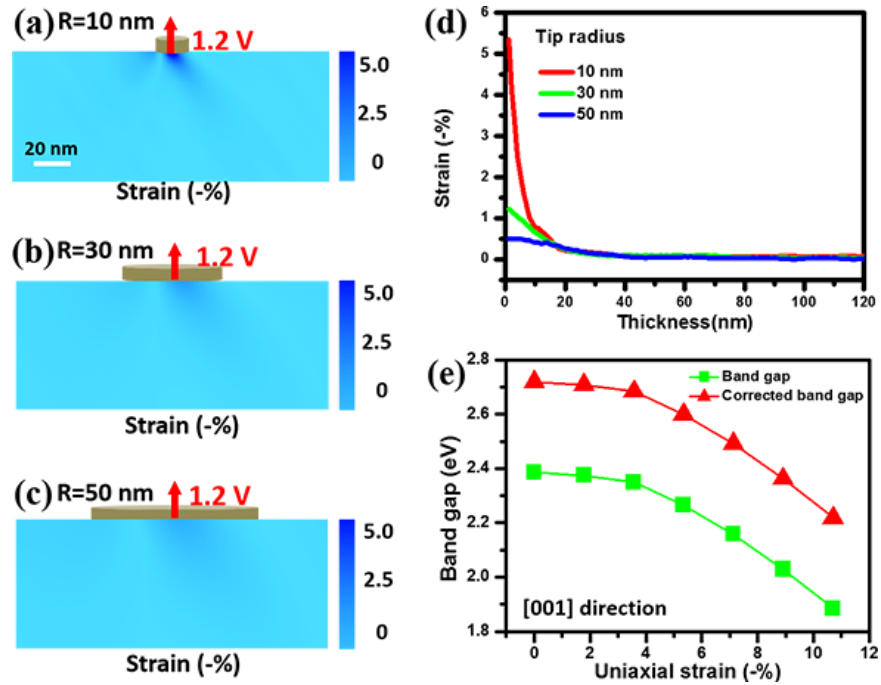 (a)
R=10 nm
1.2 V
5.0
2.5
0
20 nm
Strain (-%)
(b)
R=30 nm
1.2 V
5.0
2.5
0
Strain (-%)
(c)
R=50 nm
1.2 V
5.0
2.5
0
Strain (-%)
(d)
Tip radius
10 nm
30 nm
50 nm
Strain (-%)
6
5
4
3
2
1
0
0 20 40 60 80 100 120
Thickness(nm)
(e)
Band gap
Corrected band gap
Band gap (eV)
2.8
2.6
2.4
2.2
2.0
1.8
[001] direction
0 2 4 6 8 10 12
Uniaxial strain (-%)